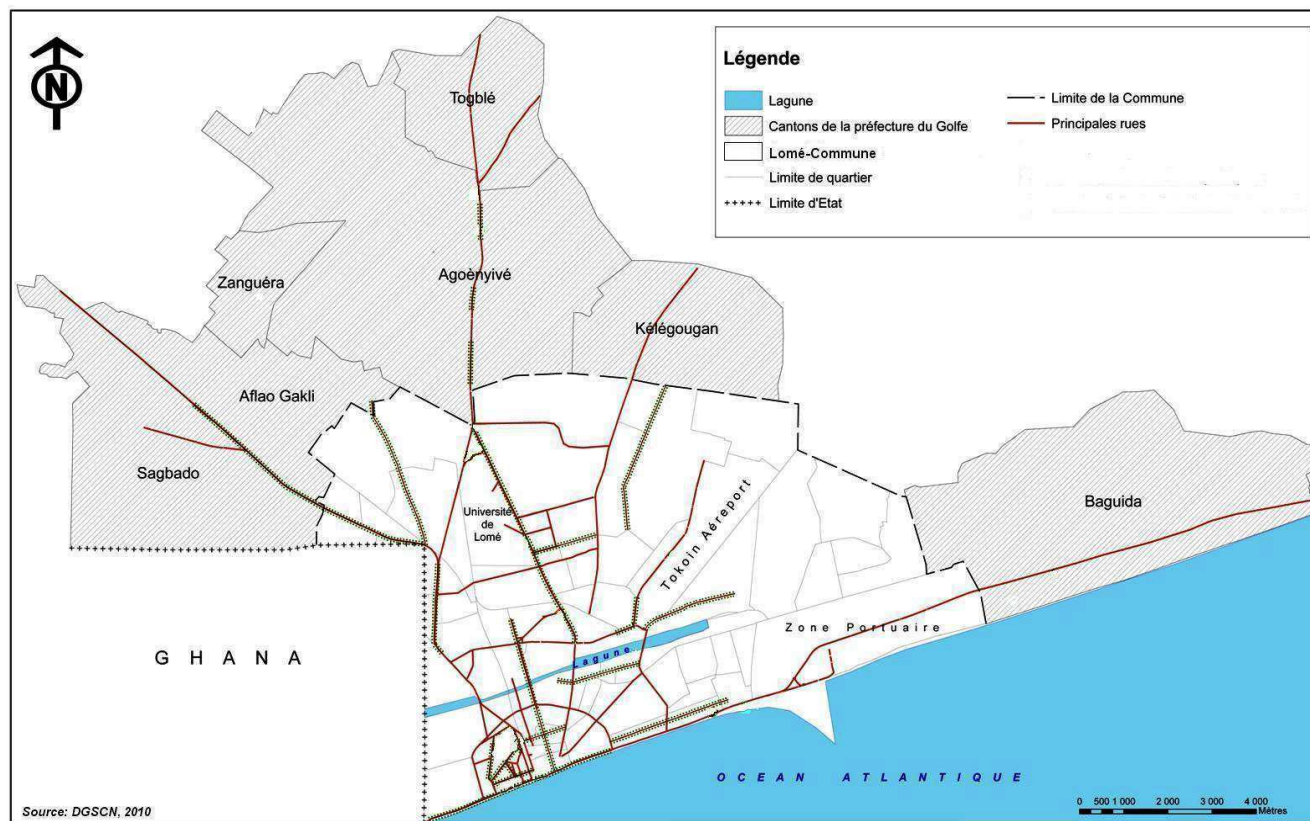 N
Légende
Lagune
Cantons de la préfecture du Golfe
Lomé-Commune
Limite de quartier
Limite d'Etat
Limite de la Commune
Principales rues
Togblé
Agoènyivé
Zanguéra
Kélégougan
Aflao Gakli
Sagbado
Université
de
Lomé
Tokoin Aéreport
Baguida
Zone Portuaire
Lagune
GHANA
OCEAN ATLANTIQUE
Source: DGSCN, 2010
0 500 1 000 2 000 3 000 4 000
Mètres